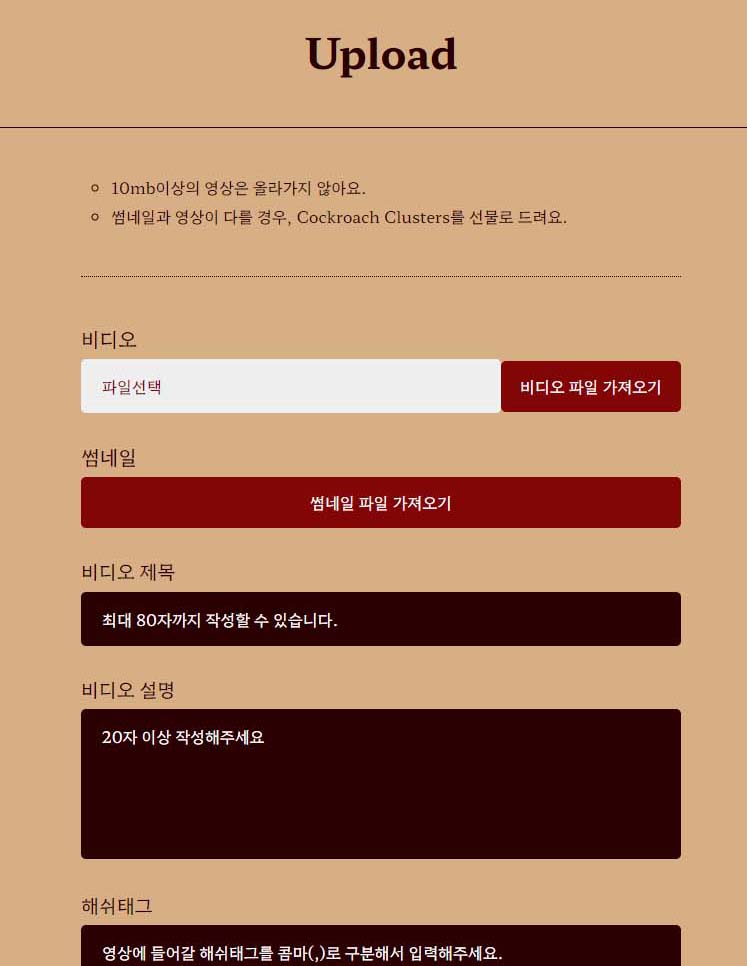 Upload
10mb이상의 영상은 올라가지 않아요.
썸네일과 영상이 다를 경우, Cockroach Clusters를 선물로 드려요.
비디오
파일선택
비디오 파일 가져오기
썸네일
썸네일 파일 가져오기
비디오 제목
최대 80자까지 작성할 수 있습니다.
비디오 설명
20자 이상 작성해주세요
해쉬태그
영상에 들어갈 해쉬태그를 콤마(,)로 구분해서 입력해주세요.